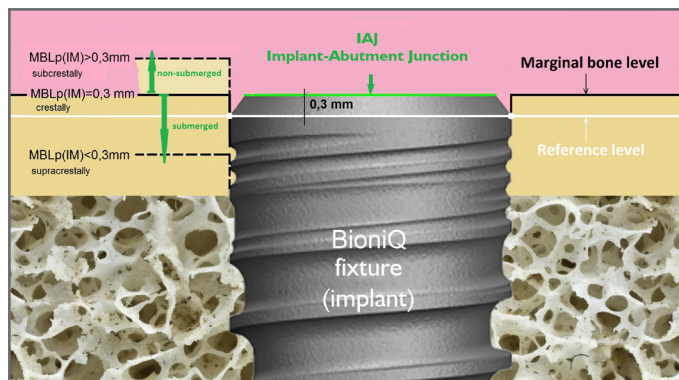 MBLp(IM)>0,3mm
subcrestally
non-submerged
MBLp(IM)=0,3 mm
crestally
submerged
MBLp(IM)<0,3mm
supracrestally
IAJ
Implant-Abutment Junction
0,3 mm
Marginal bone level
Reference level
BioniQ
fixture
(implant)